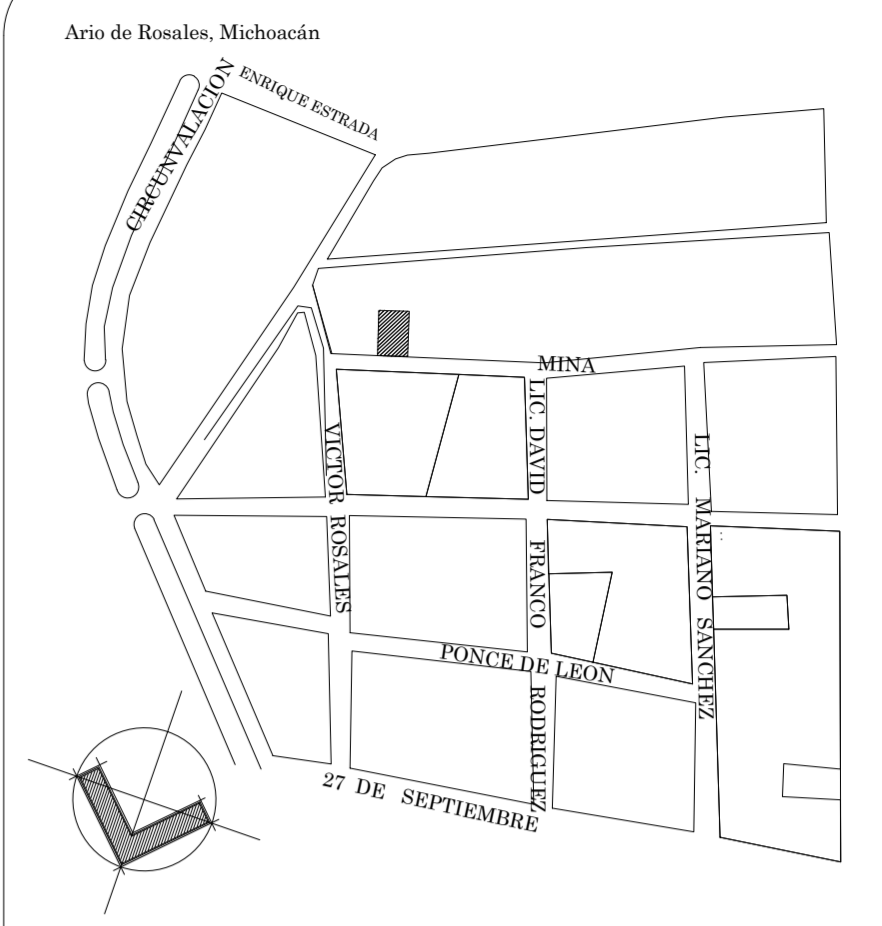 Ario de Rosales, Michoacán
CIRCUNVALACION
ENRIQUE ESTRADA
MINA
LIC. DAVID FRANCO RODRIGUEZ
VICTOR ROSALES
LIC. MARIANO SANCHEZ
PONCE DE LEON
27 DE SEPTIEMBRE